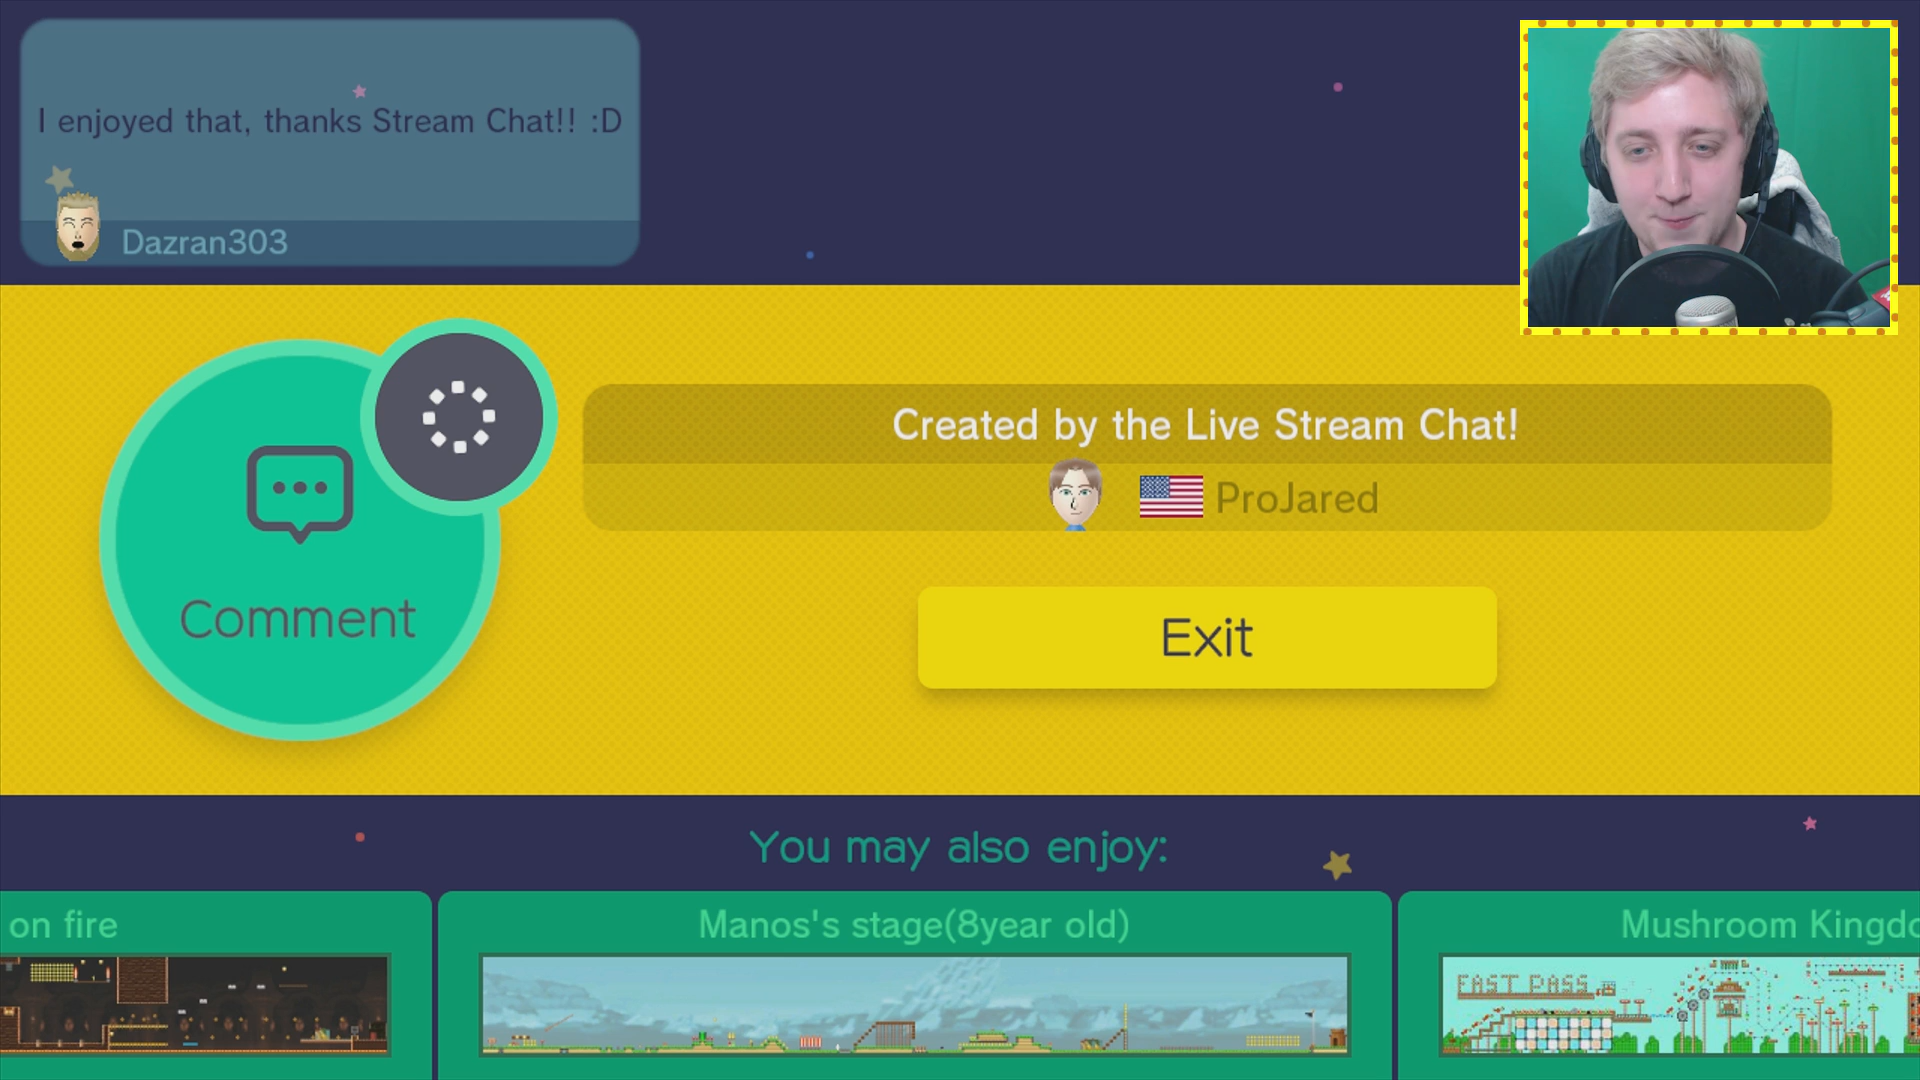 I enjoyed that, thanks Stream Chat!! :D
Dazran303
Comment
Created by the Live Stream Chat!
ProJared
Exit
You may also enjoy:
on fire
Manos's stage(8year old)
Mushroom Kingdo
FAST PASS